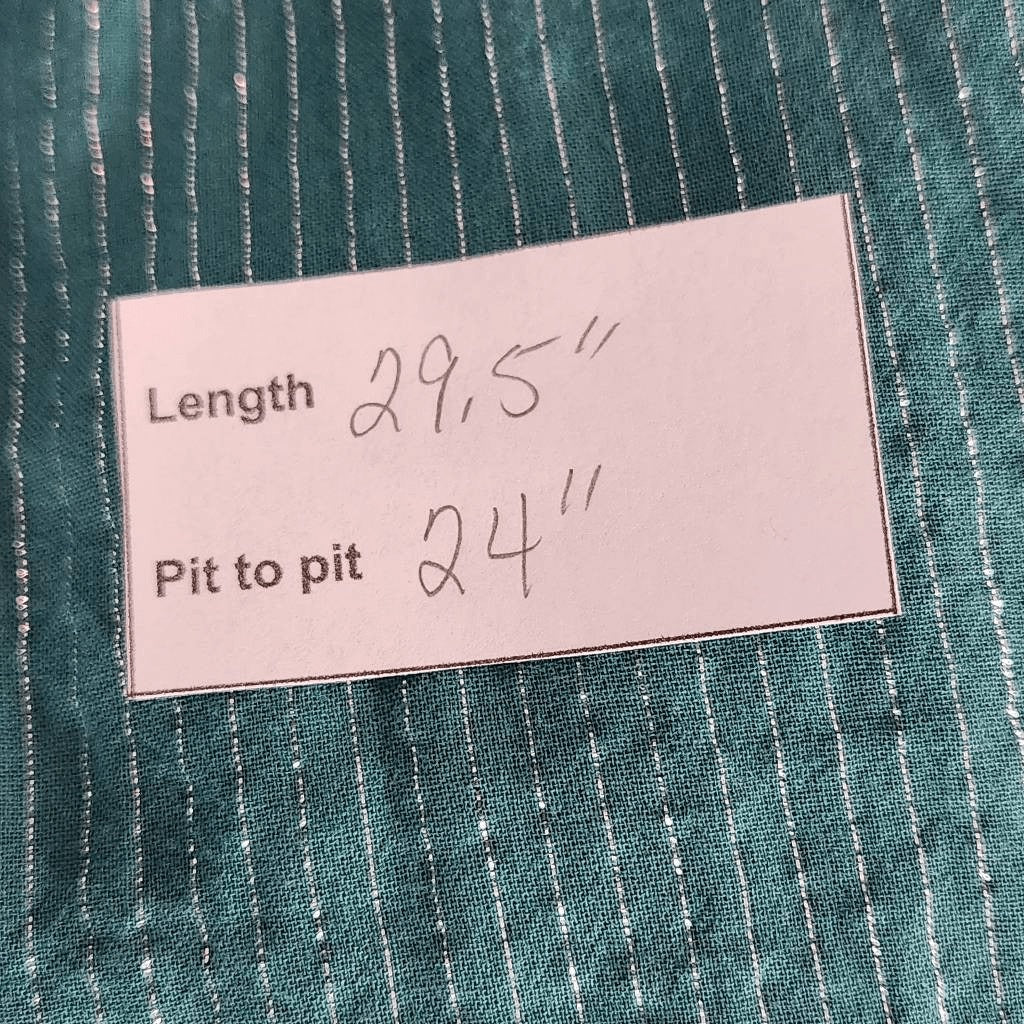 Length 29.5"
Pit to pit 24"